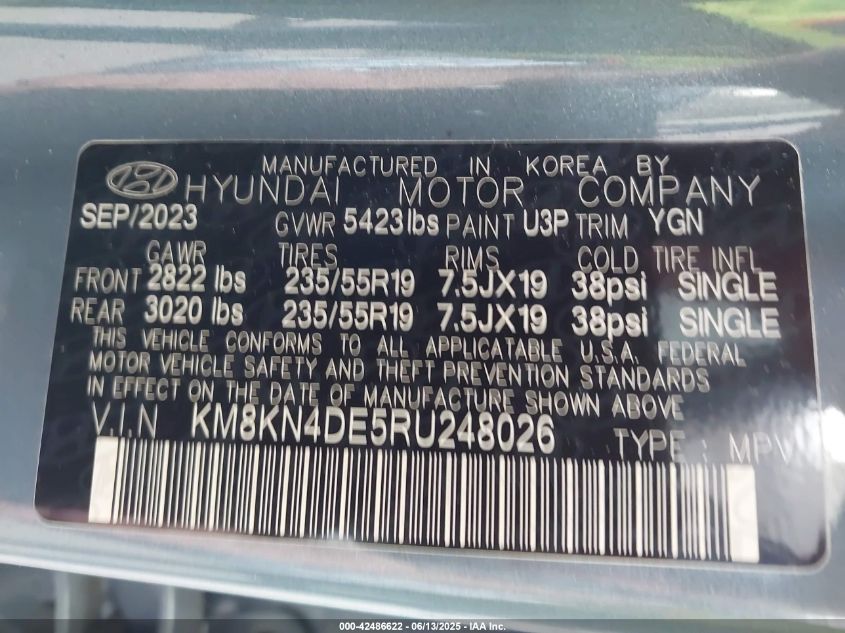 MANUFACTURED IN KOREA BY
HYUNDAI MOTOR COMPANY
SEP/2023 GVWR 5423lbs PAINT U3P TRIM YGN
GAWR TIRES RIMS COLD TIRE INFL
FRONT 2822 lbs 235/55R19 7.5JX19 38psi SINGLE
REAR 3020 lbs 235/55R19 7.5JX19 38psi SINGLE
THIS VEHICLE CONFORMS TO ALL APPLICATABLE U.S.A. FEDERAL
MOTOR VEHICLE SAFETY AND THEFT PREVENTION STANDARDS
IN EFFECT ON THE DATE OF MANUFACTURE SHOWN ABOVE.
V.I.N KM8KN4DE5RU248026 TYPE : MPV
000-42486622 06/13/2025 - IAA Inc.